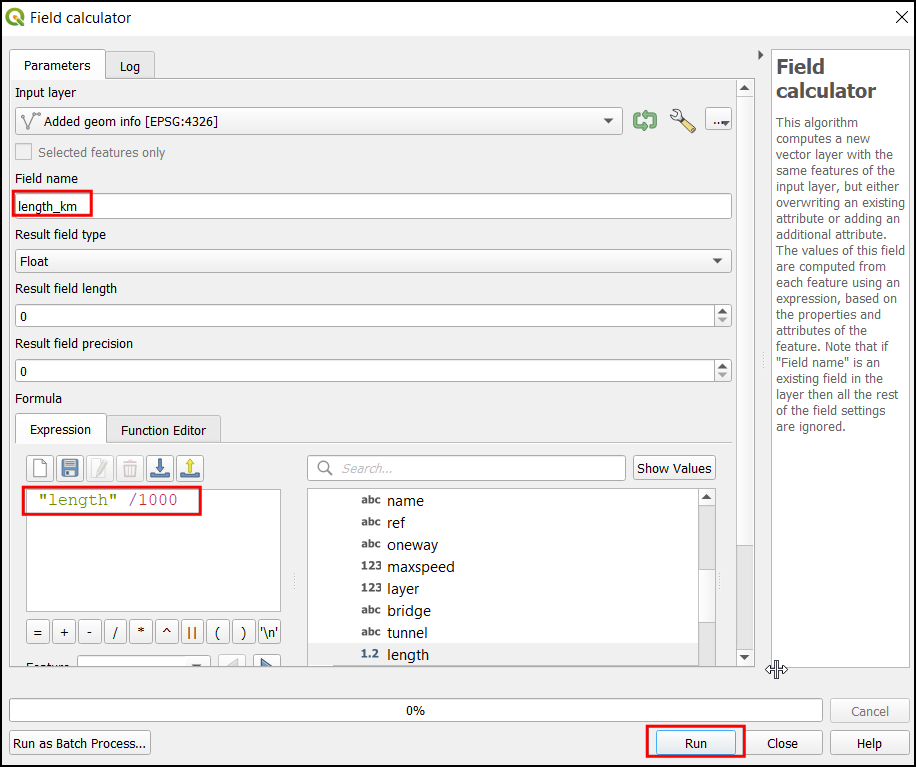 Field calculator
Parameters
Log
Input layer
Added geom info [EPSG:4326]
...
Selected features only
Field name
length_km
Result field type
Float
Result field length
0
Result field precision
0
Formula
Expression
Function Editor
Search...
Show Values
"length" /1000
abc name
abc ref
abc oneway
123 maxspeed
123 layer
abc bridge
abc tunnel
1.2 length
= + - / * ^ || ( ) '\n'
Feature
Field
calculator
This algorithm
computes a new
vector layer with the
same features of the
input layer, but either
overwriting an existing
attribute or adding an
additional attribute.
The values of this field
are computed from
each feature using an
expression, based on
the properties and
attributes of the
feature. Note that if
"Field name" is an
existing field in the
layer then all the rest
of the field settings
are ignored.
0%
Cancel
Run as Batch Process...
Run
Close
Help